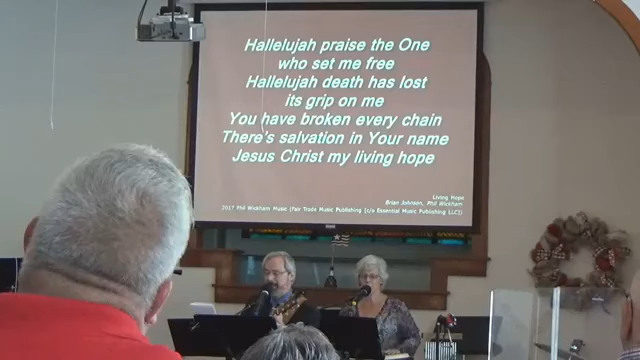 Hallelujah praise the One
who set me free
Hallelujah death has lost
its grip on me
You have broken every chain
There's salvation in Your name
Jesus Christ my living hope
Living Hope
Brian Johnson, Phil Wickham
2017 Phil Wickham Music (Fair Trade Music Publishing [c/o Essential Music Publishing LLC])